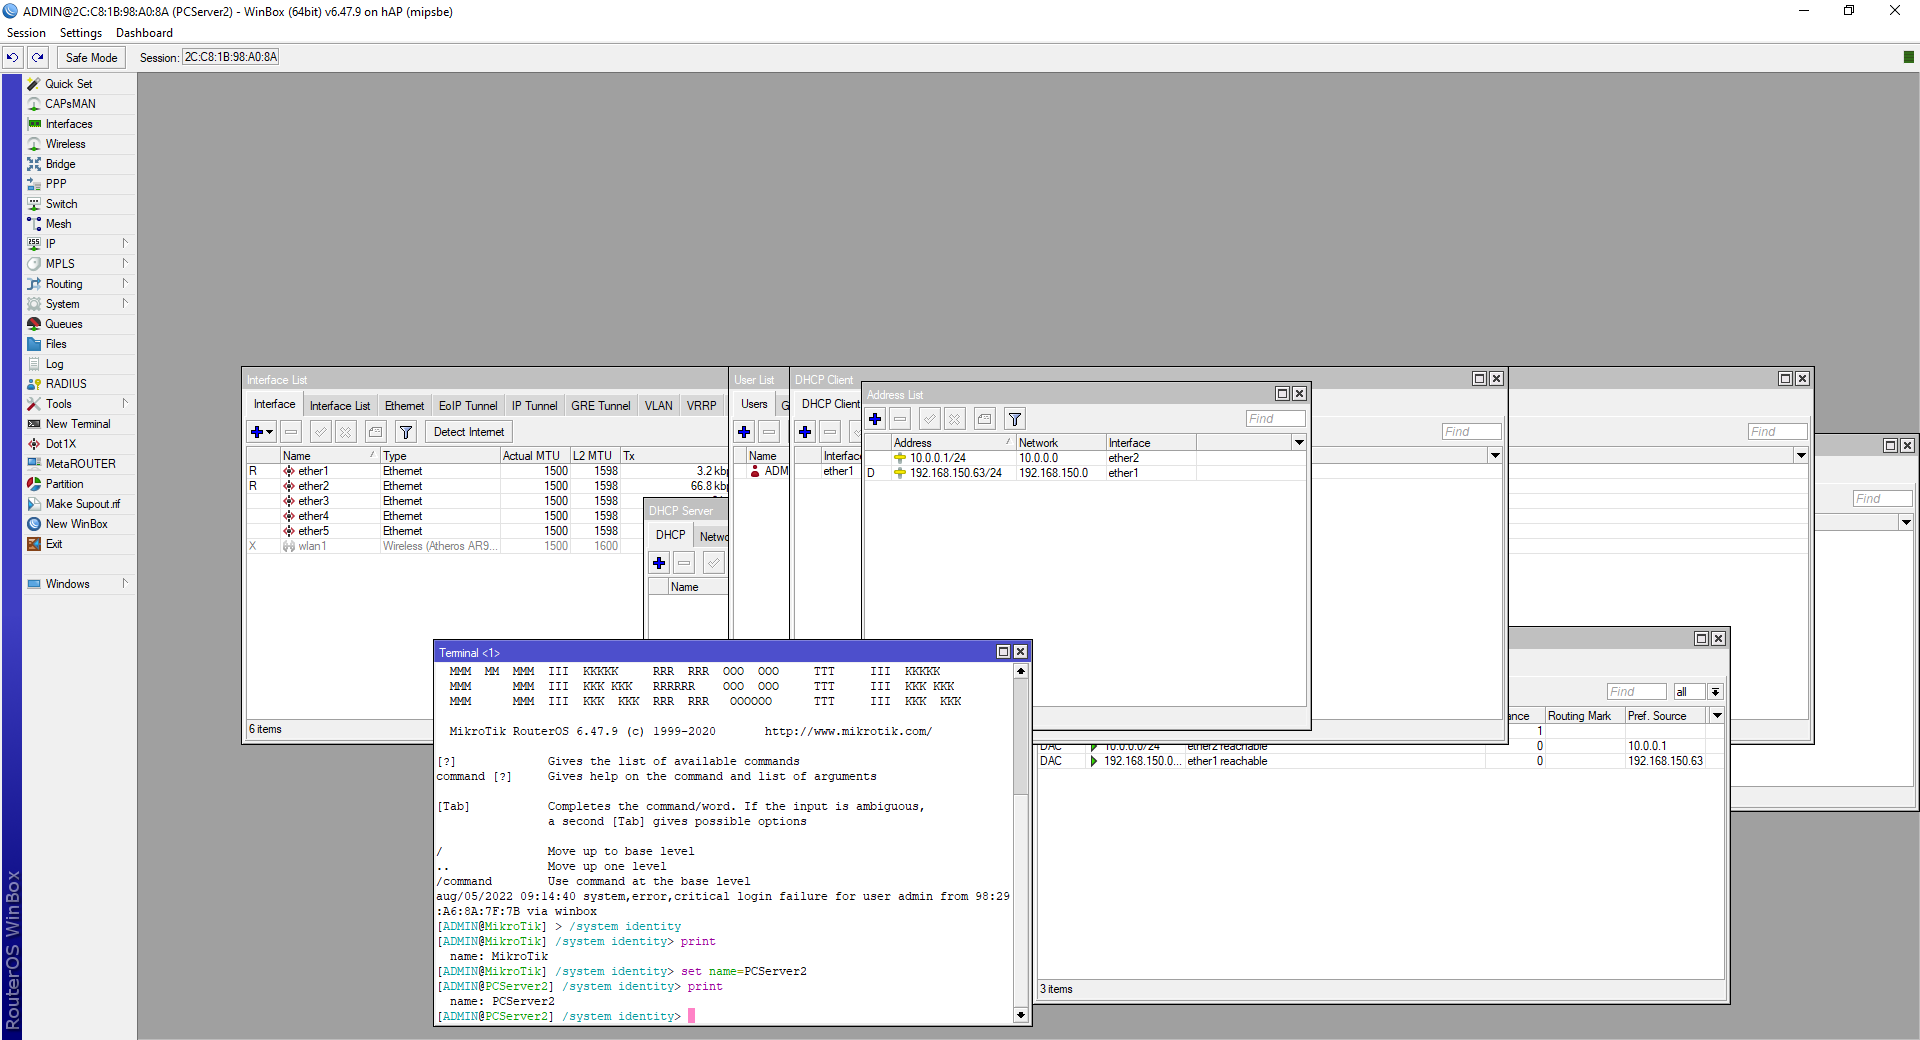 ADMIN@2C:C8:1B:98:A0:8A (PCServer2) - WinBox (64bit) v6.47.9 on hAP (mipsbe)
Session Settings Dashboard
Safe Mode Session: 2C:C8:1B:98:A0:8A
Quick Set
CAPsMAN
Interfaces
Wireless
Bridge
PPP
Switch
Mesh
IP
MPLS
Routing
System
Queues
Files
Log
RADIUS
Tools
New Terminal
Dot1X
MetaROUTER
Partition
Make Supout.rif
New WinBox
Exit
Windows
RouterOS WinBox
Interface List
Interface Interface List Ethernet EoIP Tunnel IP Tunnel GRE Tunnel VLAN VRRP
Detect Internet
Name Type Actual MTU L2 MTU Tx
R ether1 Ethernet 1500 1598 3.2 kbp
R ether2 Ethernet 1500 1598 66.8 kbp
ether3 Ethernet 1500 1598
ether4 Ethernet 1500 1598
ether5 Ethernet 1500 1598
X wlan1 Wireless (Atheros AR9... 1500 1600
6 items
DHCP Server
DHCP Netwo
Name
User List
Users G
Name
ADM
DHCP Client
DHCP Client
Interface
ether1
Address List
Find
Address Network Interface
10.0.0.1/24 10.0.0.0 ether2
D 192.168.150.63/24 192.168.150.0 ether1
Find
Find
Find
Find all
ance Routing Mark Pref. Source
1
DAC 10.0.0.0/24 ether2 reachable 0 10.0.0.1
DAC 192.168.150.0... ether1 reachable 0 192.168.150.63
3 items
Terminal <1>
MMM MM MMM III KKKKK RRR RRR OOO OOO TTT III KKKKK
MMM MMM III KKK KKK RRRRRR OOO OOO TTT III KKK KKK
MMM MMM III KKK KKK RRR RRR OOOOOO TTT III KKK KKK
MikroTik RouterOS 6.47.9 (c) 1999-2020 http://www.mikrotik.com/
[?] Gives the list of available commands
command [?] Gives help on the command and list of arguments
[Tab] Completes the command/word. If the input is ambiguous,
a second [Tab] gives possible options
/ Move up to base level
.. Move up one level
/command Use command at the base level
aug/05/2022 09:14:40 system,error,critical login failure for user admin from 98:29
:A6:8A:7F:7B via winbox
[ADMIN@MikroTik] > /system identity
[ADMIN@MikroTik] /system identity> print
name: MikroTik
[ADMIN@MikroTik] /system identity> set name=PCServer2
[ADMIN@PCServer2] /system identity> print
name: PCServer2
[ADMIN@PCServer2] /system identity>